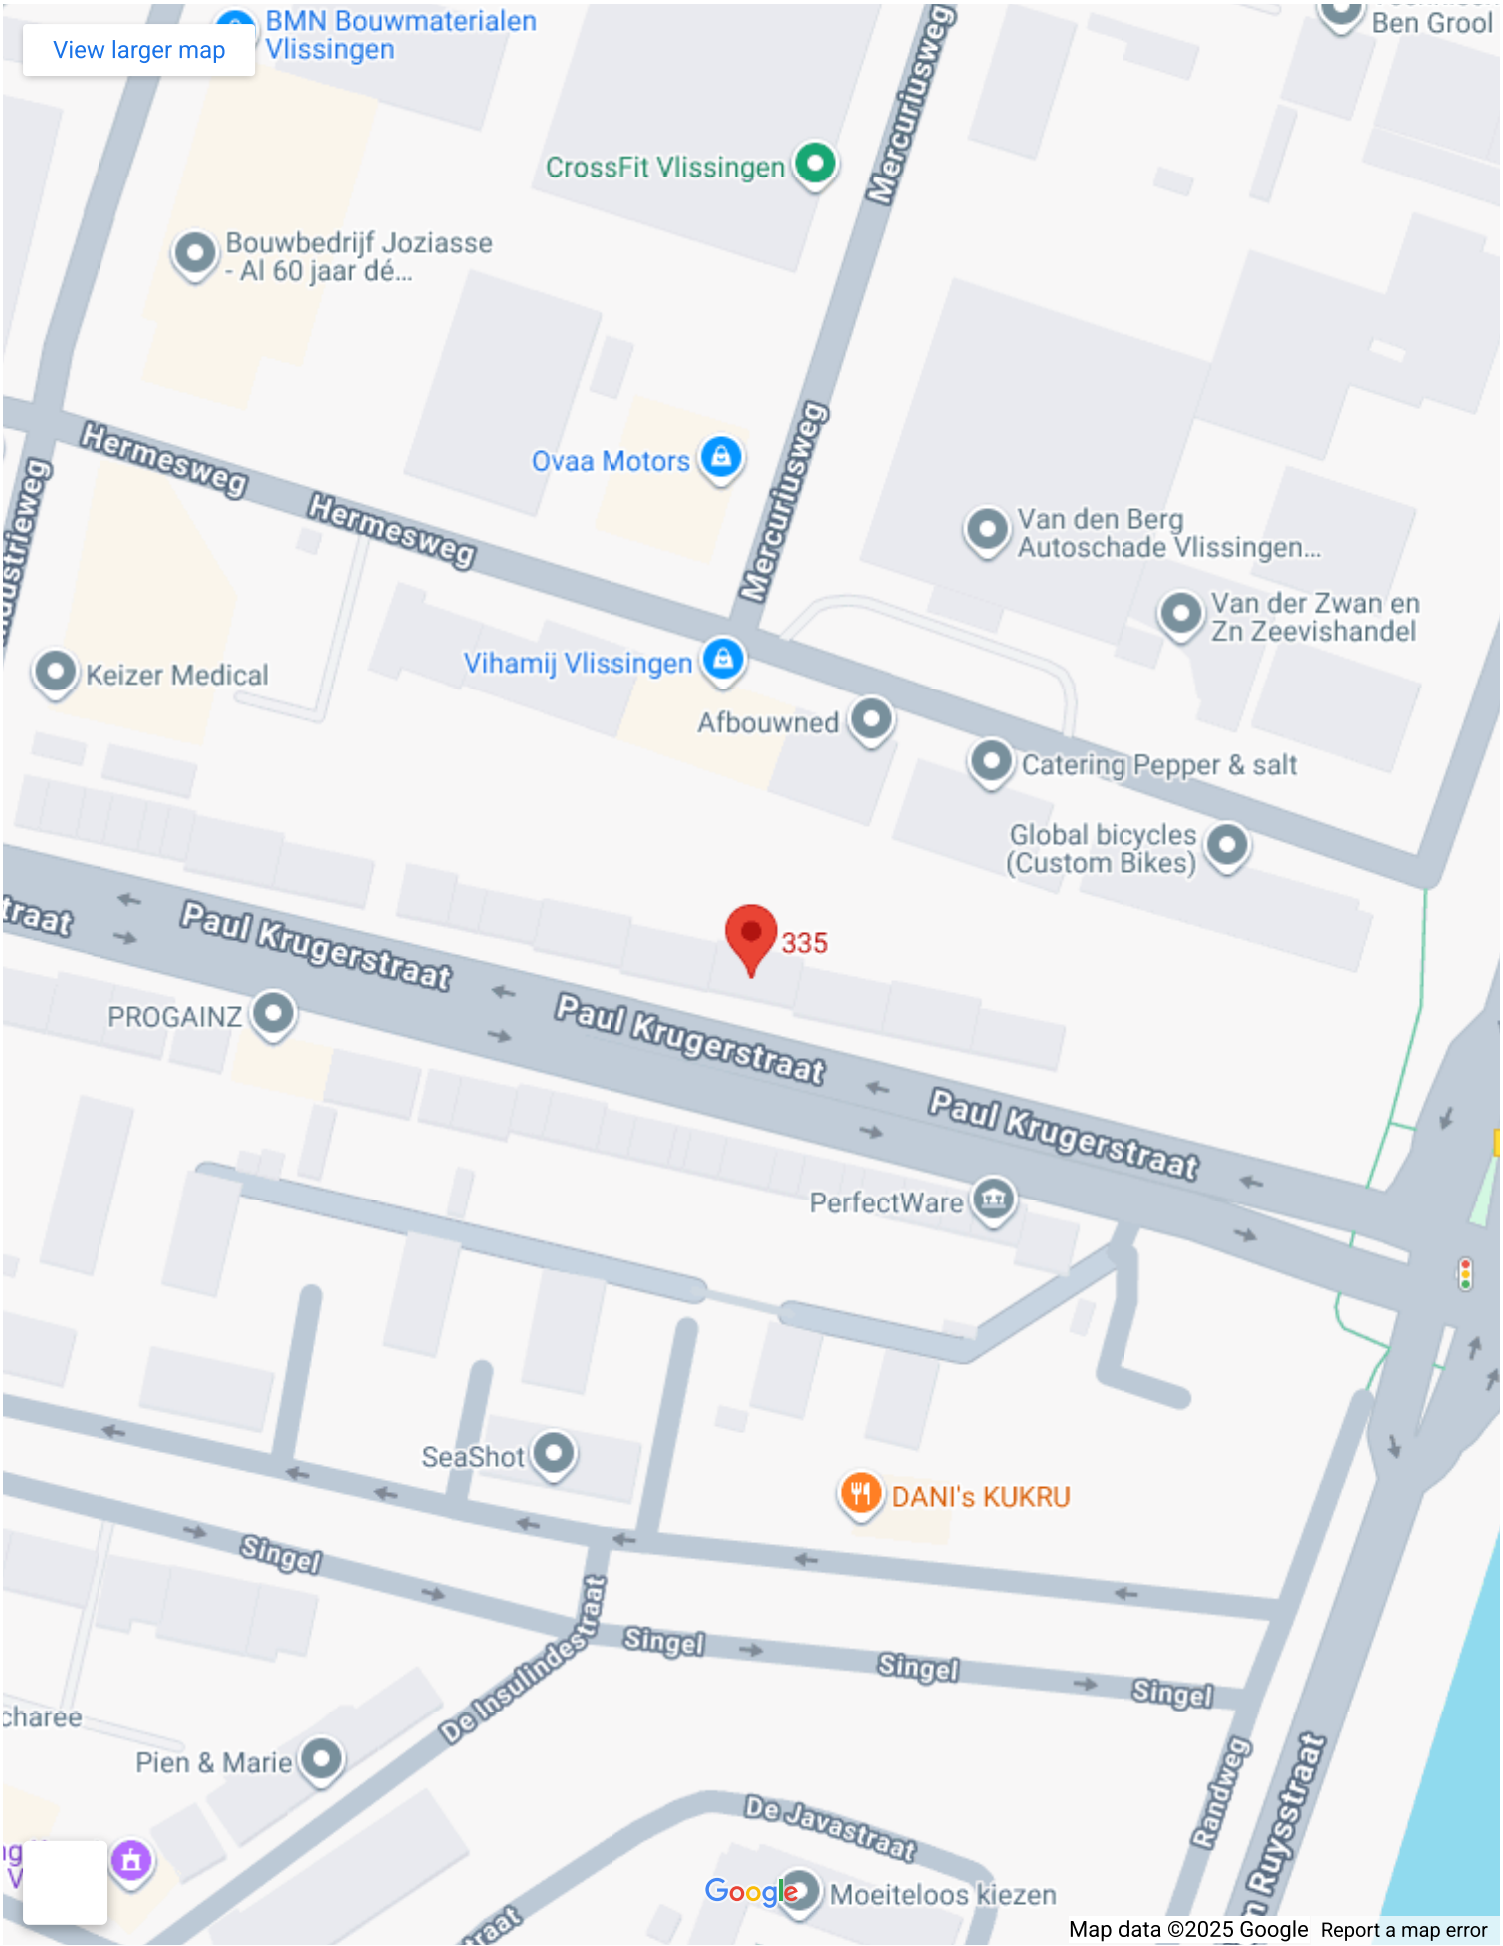 BMN Bouwmaterialen
Vlissingen
View larger map
Ben Grool
Mercuriusweg
CrossFit Vlissingen
Bouwbedrijf Joziasse
- Al 60 jaar dé...
Hermesweg
Hermesweg
Ovaa Motors
Mercuriusweg
Van den Berg
Autoschade Vlissingen...
Van der Zwan en
Zn Zeevishandel
Vihamij Vlissingen
Keizer Medical
Afbouwned
Catering Pepper & salt
Global bicycles
(Custom Bikes)
traat
Paul Krugerstraat
335
PROGAINZ
Paul Krugerstraat
Paul Krugerstraat
PerfectWare
SeaShot
DANI's KUKRU
Singel
De Insulindestraat
Singel
Singel
Singel
charee
Pien & Marie
Randweg
Ruysstraat
De Javastraat
Google
Moeiteloos kiezen
traat
Map data ©2025 Google
Report a map error